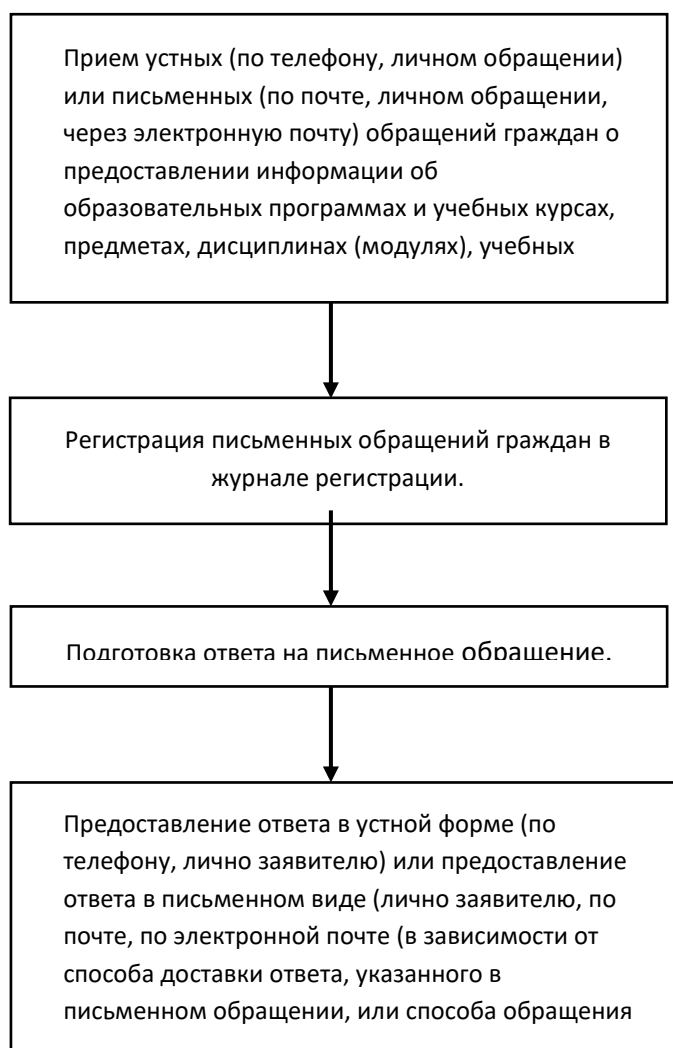 Прием устных (по телефону, личном обращении)
или письменных (по почте, личном обращении,
через электронную почту) обращений граждан о
предоставлении информации об
образовательных программах и учебных курсах,
предметах, дисциплинах (модулях), учебных
Регистрация письменных обращений граждан в
журнале регистрации.
Подготовка ответа на письменное обращение.
Предоставление ответа в устной форме (по
телефону, лично заявителю) или предоставление
ответа в письменном виде (лично заявителю, по
почте, по электронной почте (в зависимости от
способа доставки ответа, указанного в
письменном обращении, или способа обращения